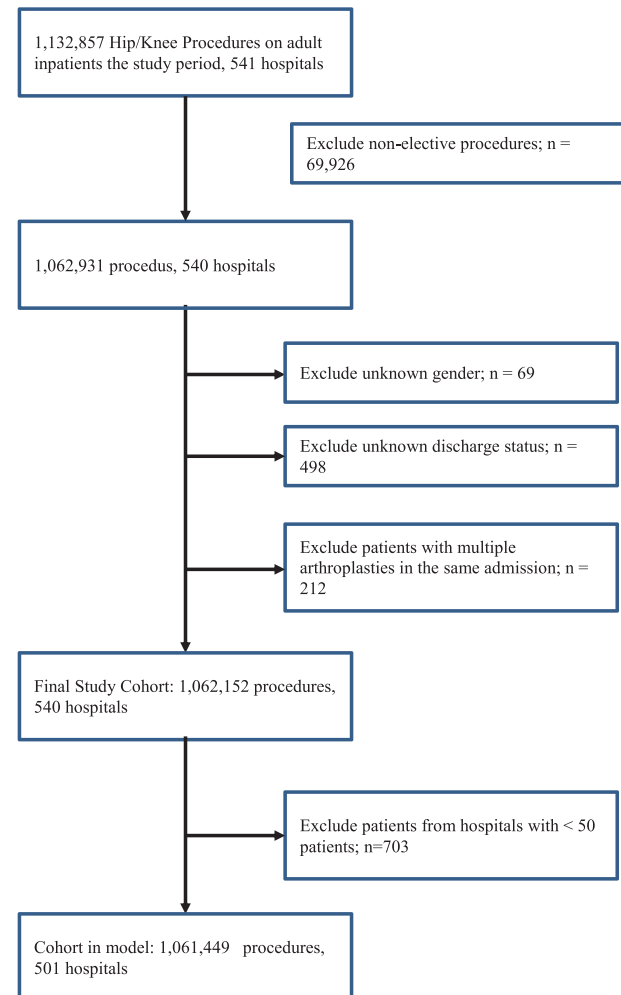 1,132,857 Hip/Knee Procedures on adult
inpatients the study period, 541 hospitals
Exclude non-elective procedures; n =
69,926
1,062,931 procedus, 540 hospitals
Exclude unknown gender; n = 69
Exclude unknown discharge status; n =
498
Exclude patients with multiple
arthroplasties in the same admission; n =
212
Final Study Cohort: 1,062,152 procedures,
540 hospitals
Exclude patients from hospitals with < 50
patients; n=703
Cohort in model: 1,061,449 procedures,
501 hospitals